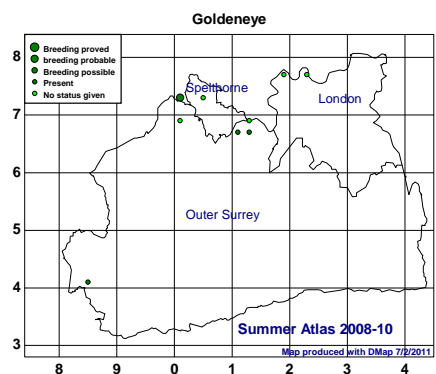 Goldeneye
8
Breeding proved
breeding probable
Breeding possible
Present
No status given
Spelthorne
London
7
6
Outer Surrey
5
4
Summer Atlas 2008-10
Map produced with DMap 7/2/2011
3
8 9 0 1 2 3 4